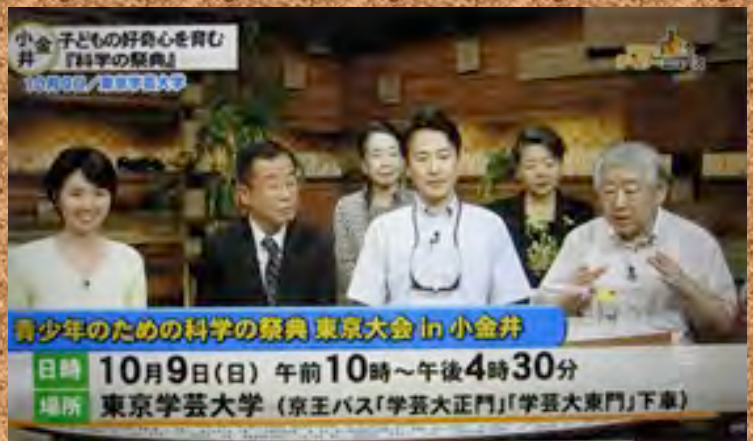 小金井
子どもの好奇心を育む
『科学の祭典』
10月9日/東京学芸大学
青少年のための科学の祭典 東京大会 in 小金井
日時 10月9日(日) 午前10時~午後4時30分
場所 東京学芸大学 (京王バス「学芸大正門」「学芸大東門」下車)